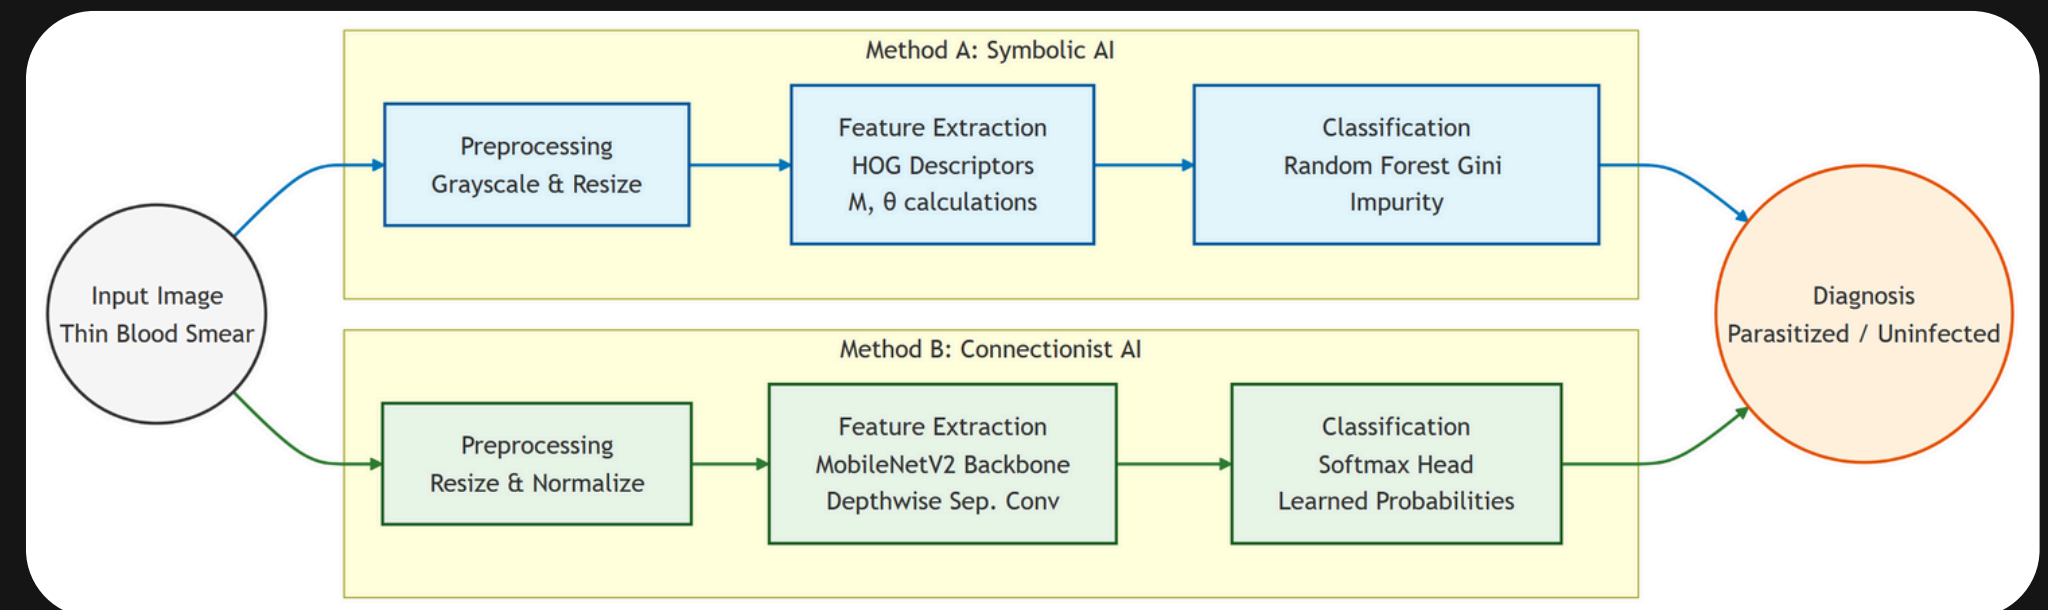 Method A: Symbolic AI
Preprocessing
Grayscale & Resize
Feature Extraction
HOG Descriptors
M, θ calculations
Classification
Random Forest Gini
Impurity
Input Image
Thin Blood Smear
Diagnosis
Parasitized / Uninfected
Method B: Connectionist AI
Preprocessing
Resize & Normalize
Feature Extraction
MobileNetV2 Backbone
Depthwise Sep. Conv
Classification
Softmax Head
Learned Probabilities